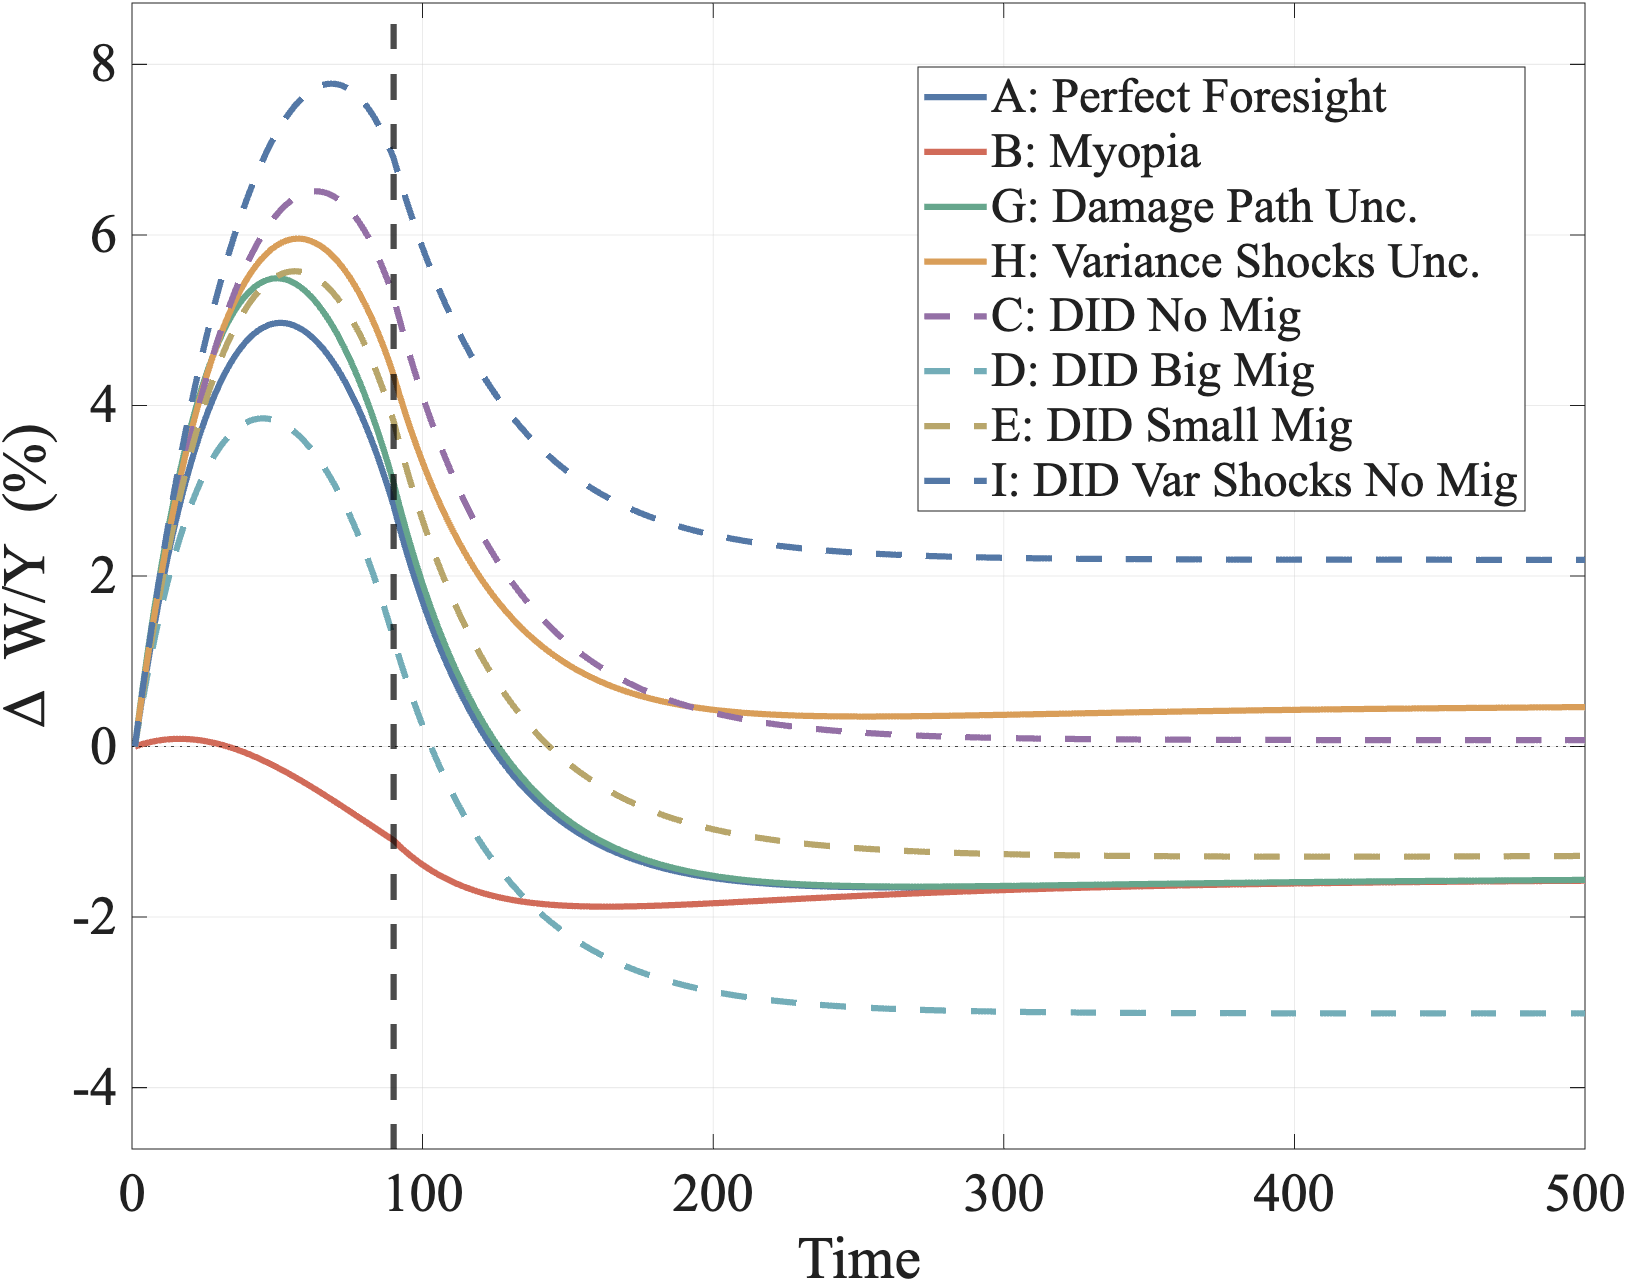 8
6
4
2
0
-2
-4
Δ W/Y (%)
A: Perfect Foresight
B: Myopia
G: Damage Path Unc.
H: Variance Shocks Unc.
C: DID No Mig
D: DID Big Mig
E: DID Small Mig
I: DID Var Shocks No Mig
0 100 200 300 400 500
Time